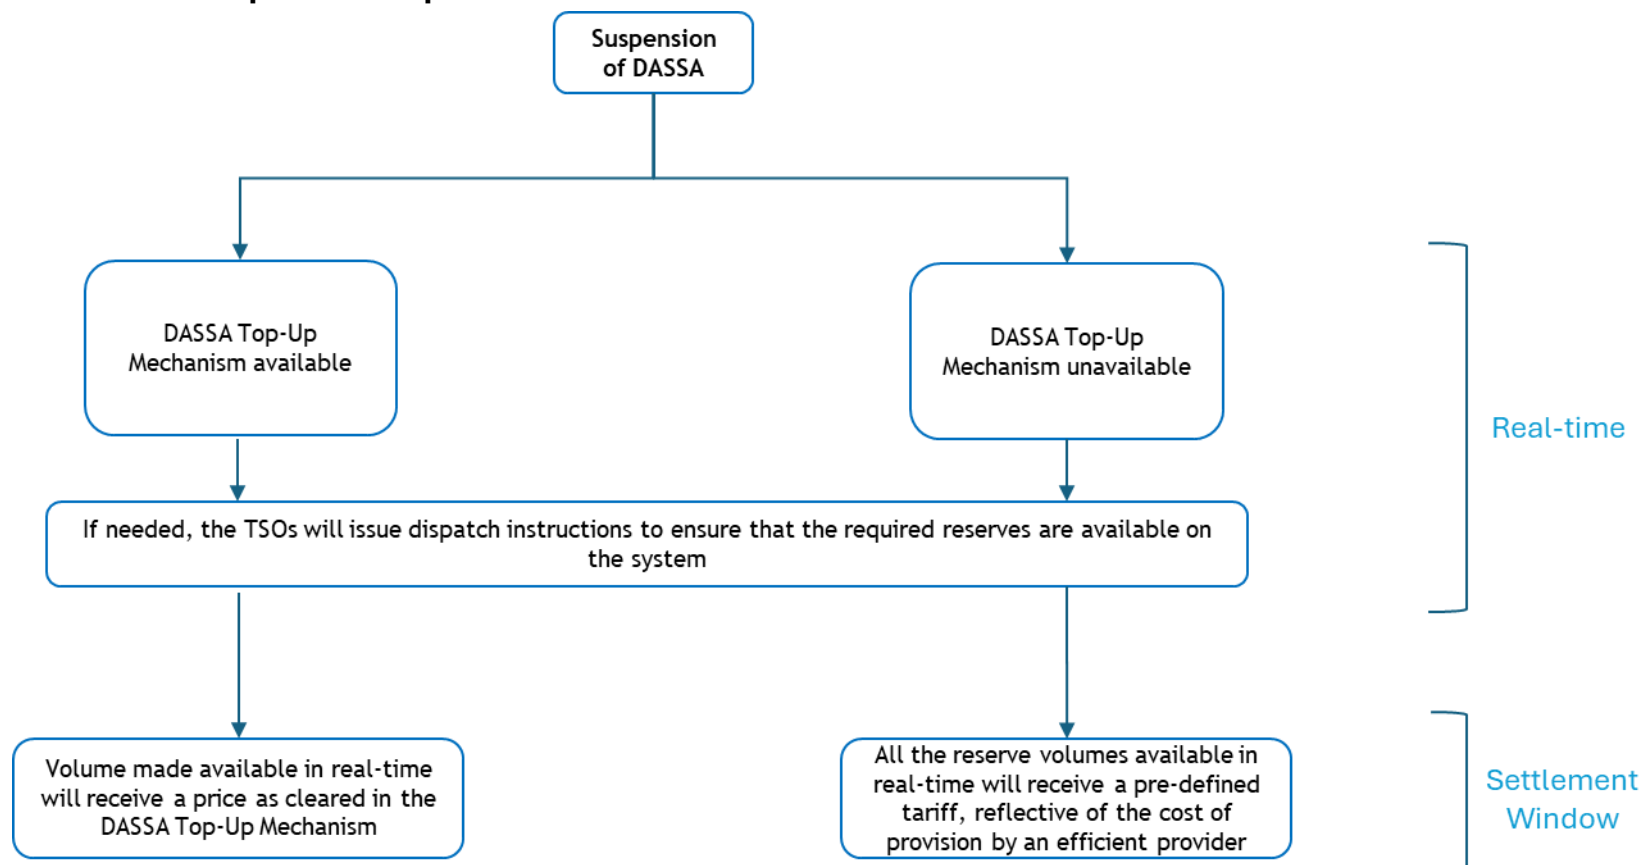 Suspension
of DASSA
DASSA Top-Up
Mechanism available
DASSA Top-Up
Mechanism unavailable
Real-time
If needed, the TSOs will issue dispatch instructions to ensure that the required reserves are available on
the system
Volume made available in real-time
will receive a price as cleared in the
DASSA Top-Up Mechanism
All the reserve volumes available in
real-time will receive a pre-defined
tariff, reflective of the cost of
provision by an efficient provider
Settlement
Window